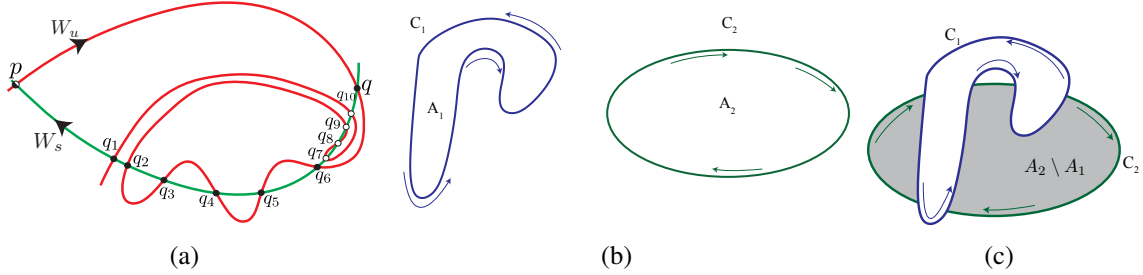 W_u
p
W_s
q
q_1
q_2
q_3
q_4
q_5
q_6
q_7
q_8
q_9
q_10
(a)
C_1
A_1
C_2
A_2
(b)
C_1
C_2
A_2 \ A_1
(c)